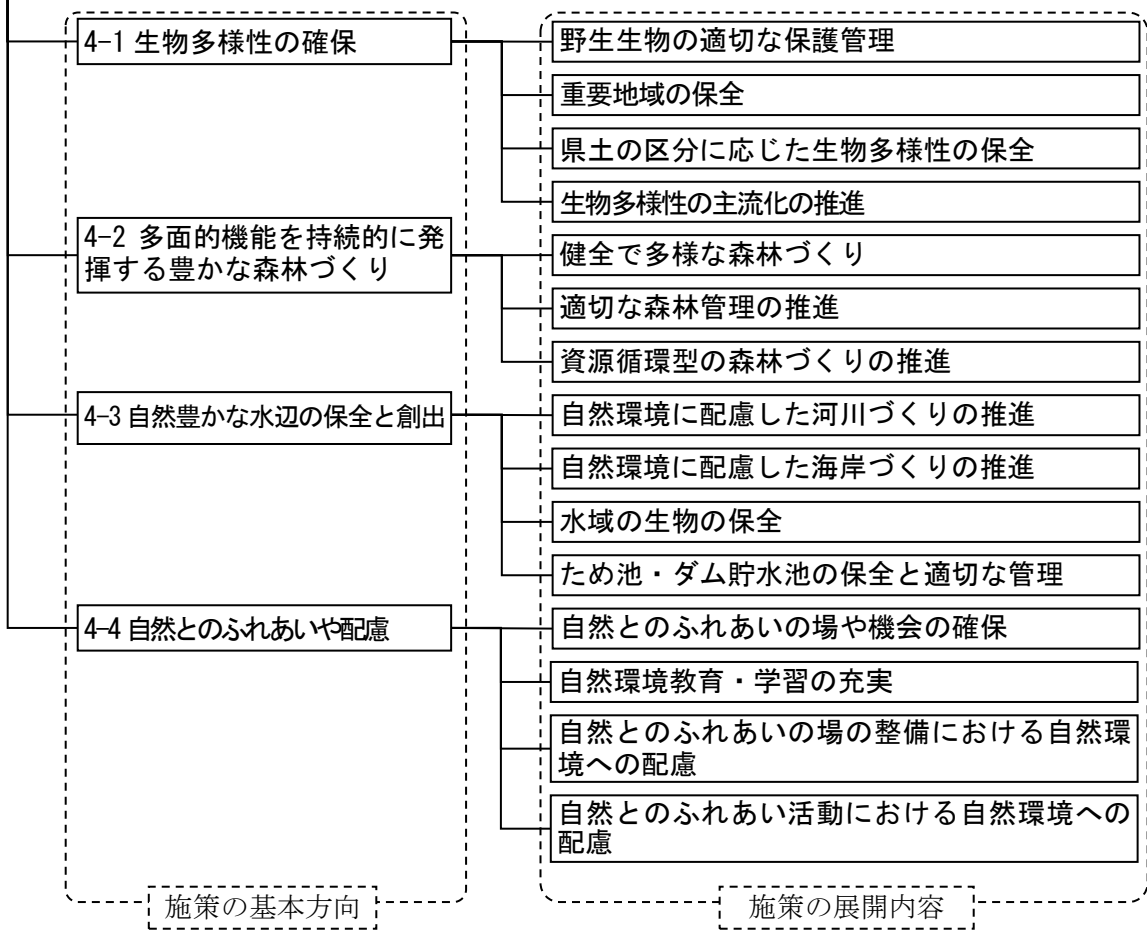 4-1 生物多様性の確保
野生生物の適切な保護管理
重要地域の保全
県土の区分に応じた生物多様性の保全
生物多様性の主流化の推進
4-2 多面的機能を持続的に発
揮する豊かな森林づくり
健全で多様な森林づくり
適切な森林管理の推進
資源循環型の森林づくりの推進
4-3 自然豊かな水辺の保全と創出
自然環境に配慮した河川づくりの推進
自然環境に配慮した海岸づくりの推進
水域の生物の保全
ため池・ダム貯水池の保全と適切な管理
4-4 自然とのふれあいや配慮
自然とのふれあいの場や機会の確保
自然環境教育・学習の充実
自然とのふれあいの場の整備における自然環
境への配慮
自然とのふれあい活動における自然環境への
配慮
施策の基本方向
施策の展開内容